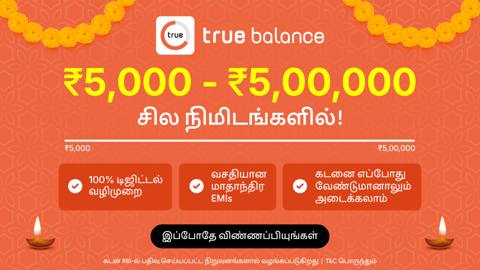 true
true balance
₹5,000 - ₹5,00,000
சில நிமிடங்களில்!
₹5,000
₹5,00,000
100% டிஜிட்டல்
வழிமுறை
வசதியான
மாதாந்திர
EMIs
கடனை எப்போது
வேண்டுமானாலும்
அடைக்கலாம்
இப்போதே விண்ணப்பியுங்கள்
கடன் RBI-ல் பதிவு செய்யப்பட்ட நிறுவனங்களால் வழங்கப்படுகிறது | T&C பொருந்தும்